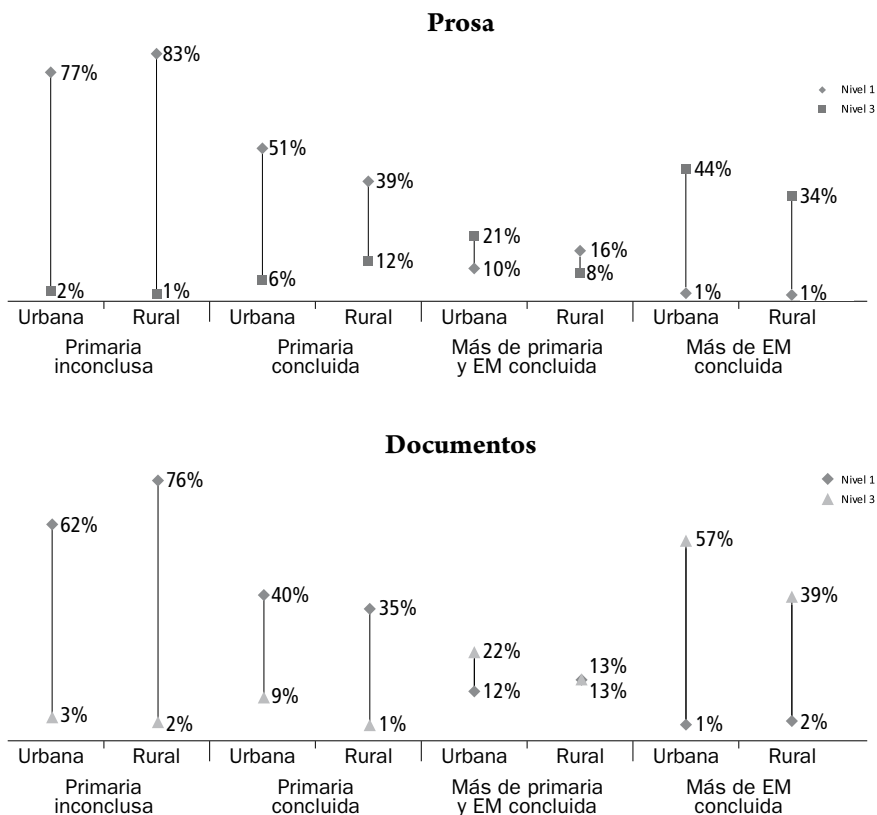 Prosa
83%
77%
Nivel 1
Nivel 3
51%
44%
39%
34%
21%
16%
12%
10%
8%
6%
2%
1%
1%
1%
Urbana Rural Urbana Rural Urbana Rural Urbana Rural
Primaria inconclusa
Primaria concluida
Más de primaria y EM concluida
Más de EM concluida
Documentos
76%
Nivel 1
Nivel 3
62%
57%
40%
39%
35%
22%
13%
13%
12%
9%
3%
2%
1%
1%
2%
Urbana Rural Urbana Rural Urbana Rural Urbana Rural
Primaria inconclusa
Primaria concluida
Más de primaria y EM concluida
Más de EM concluida